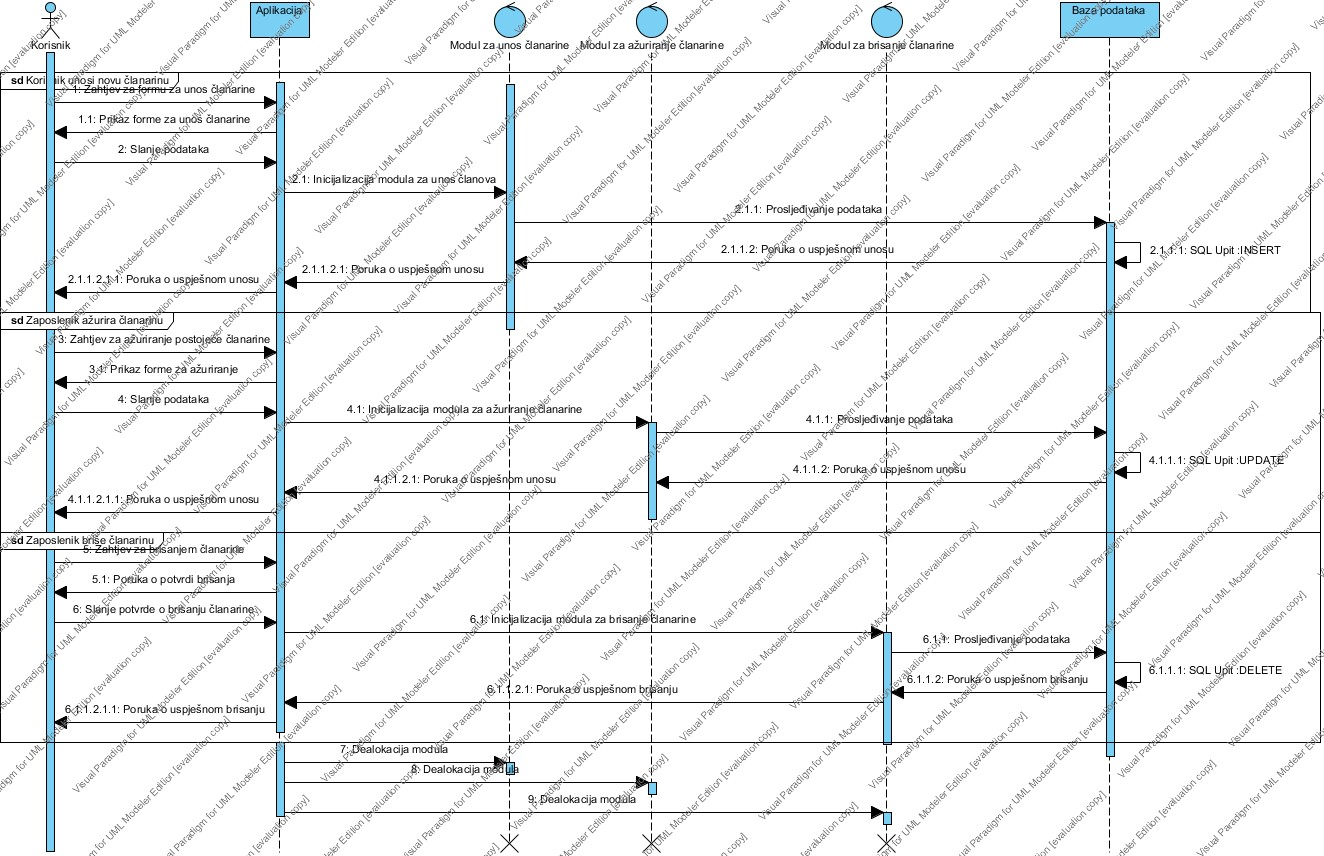 Korisnik
Aplikacija
Modul za unos članarine
Modul za ažuriranje članarine
Modul za brisanje članarine
Baza podataka
sd Korisnik unosi novu članarinu
1: Zahtjev za formu za unos članarine
1.1: Prikaz forme za unos članarine
2: Slanje podataka
2.1: Inicijalizacija modula za unos članova
2.1.1: Prosljeđivanje podataka
2.1.1.1: SQL Upit :INSERT
2.1.1.2: Poruka o uspješnom unosu
2.1.1.2.1: Poruka o uspješnom unosu
2.1.1.2.1.1: Poruka o uspješnom unosu
sd Zaposlenik ažurira članarinu
3: Zahtjev za ažuriranje postojeće članarine
3.1: Prikaz forme za ažuriranje
4: Slanje podataka
4.1: Inicijalizacija modula za ažuriranje članarine
4.1.1: Prosljeđivanje podataka
4.1.1.1: SQL Upit :UPDATE
4.1.1.2: Poruka o uspješnom unosu
4.1.1.2.1: Poruka o uspješnom unosu
4.1.1.2.1.1: Poruka o uspješnom unosu
sd Zaposlenik briše članarinu
5: Zahtjev za brisanjem članarine
5.1: Poruka o potvrdi brisanja
6: Slanje potvrde o brisanju članarine
6.1: Inicijalizacija modula za brisanje članarine
6.1.1: Prosljeđivanje podataka
6.1.1.1: SQL Upit :DELETE
6.1.1.2: Poruka o uspješnom brisanju
6.1.1.2.1: Poruka o uspješnom brisanju
6.1.1.2.1.1: Poruka o uspješnom brisanju
7: Dealokacija modula
8: Dealokacija modula
9: Dealokacija modula
Visual Paradigm for UML Modeler Edition [evaluation copy]